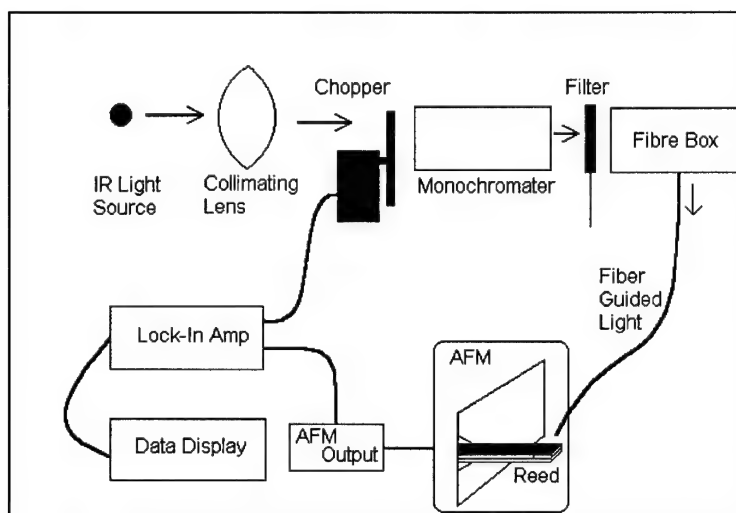 Chopper
Filter
Fibre Box
IR Light
Source
Collimating
Lens
Monochromater
Fiber
Guided
Light
Lock-In Amp
AFM
Data Display
AFM
Output
Reed